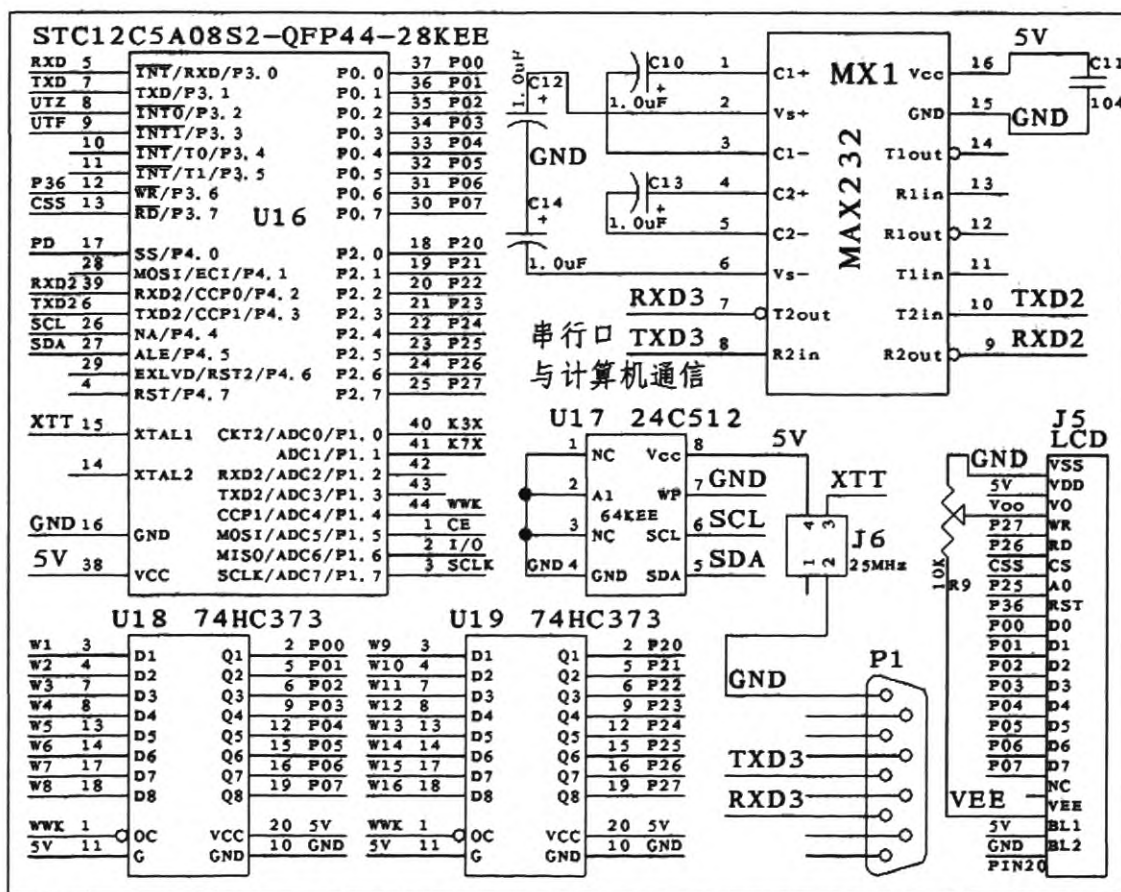 STC12C5A08S2-QFP44-28KEE
RXD 5 INT/RXD/P3.0 P0.0 37 P00
TXD 7 TXD/P3.1 P0.1 36 P01
UTZ 8 INT0/P3.2 P0.2 35 P02
UTF 9 INT1/P3.3 P0.3 34 P03
10 INT/T0/P3.4 P0.4 33 P04
11 INT/T1/P3.5 P0.5 32 P05
P36 12 WR/P3.6 P0.6 31 P06
CSS 13 RD/P3.7 P0.7 30 P07
U16
PD 17 SS/P4.0 P2.0 18 P20
28 MOSI/ECI/P4.1 P2.1 19 P21
RXD2 39 RXD2/CCP0/P4.2 P2.2 20 P22
TXD2 6 TXD2/CCP1/P4.3 P2.3 21 P23
SCL 26 NA/P4.4 P2.4 22 P24
SDA 27 ALE/P4.5 P2.5 23 P25
29 EXLVD/RST2/P4.6 P2.6 24 P26
4 RST/P4.7 P2.7 25 P27
XTT 15 XTAL1 CKT2/ADC0/P1.0 40 K3X
ADC1/P1.1 41 K7X
14 XTAL2 RXD2/ADC2/P1.2 42
TXD2/ADC3/P1.3 43
CCP1/ADC4/P1.4 44 WWK
GND 16 GND MOSI/ADC5/P1.5 1 CE
MISO/ADC6/P1.6 2 I/O
5V 38 VCC SCLK/ADC7/P1.7 3 SCLK
1.0uF C12 +
C10 +
1.0uF
GND
C14 +
1.0uF
C13 +
1.0uF
MX1
MAX232
1 C1+ Vcc 16 5V
2 Vs+ GND 15 GND
C11
104
3 C1- T1out 14
4 C2+ R1in 13
5 C2- R1out 12
6 Vs- T1in 11
RXD3 7 T2out T2in 10 TXD2
TXD3 8 R2in R2out 9 RXD2
串行口
与计算机通信
U17 24C512
1 NC Vcc 8 5V
2 A1 WP 7 GND
64KEE
3 NC SCL 6 SCL
GND 4 GND SDA 5 SDA
XTT
4 3
1 2
J6
25MHz
J5
LCD
GND VSS
5V VDD
Voo VO
P27 WR
P26 RD
CSS CS
P25 A0
P36 RST
P00 D0
P01 D1
P02 D2
P03 D3
P04 D4
P05 D5
P06 D6
P07 D7
NC
VEE VEE
5V BL1
GND BL2
PIN20
10K
R9
U18 74HC373
W1 3 D1 Q1 2 P00
W2 4 D2 Q2 5 P01
W3 7 D3 Q3 6 P02
W4 8 D4 Q4 9 P03
W5 13 D5 Q5 12 P04
W6 14 D6 Q6 15 P05
W7 17 D7 Q7 16 P06
W8 18 D8 Q8 19 P07
WWK 1 OC VCC 20 5V
5V 11 G GND 10 GND
U19 74HC373
W9 3 D1 Q1 2 P20
W10 4 D2 Q2 5 P21
W11 7 D3 Q3 6 P22
W12 8 D4 Q4 9 P23
W13 13 D5 Q5 12 P24
W14 14 D6 Q6 15 P25
W15 17 D7 Q7 16 P26
W16 18 D8 Q8 19 P27
WWK 1 OC VCC 20 5V
5V 11 G GND 10 GND
P1
GND
TXD3
RXD3